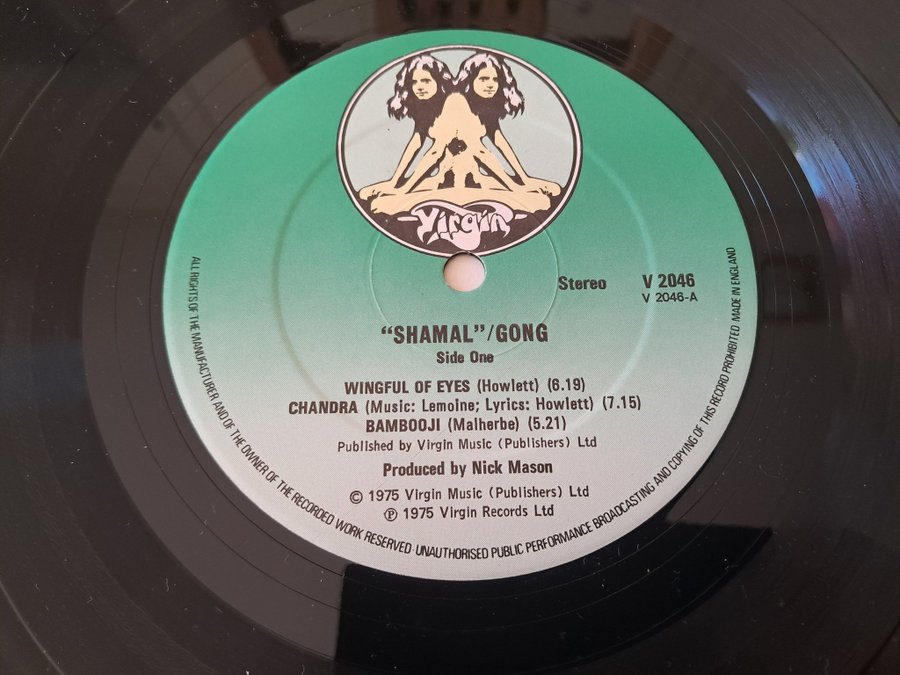 -Virgin-
Stereo V 2046
V 2046-A
“SHAMAL”/GONG
Side One
WINGFUL OF EYES (Howlett) (6.19)
CHANDRA (Music: Lemoine; Lyrics: Howlett) (7.15)
BAMBOOJI (Malherbe) (5.21)
Published by Virgin Music (Publishers) Ltd
Produced by Nick Mason
© 1975 Virgin Music (Publishers) Ltd
℗ 1975 Virgin Records Ltd
ALL RIGHTS OF THE MANUFACTURER AND OF THE OWNER OF THE RECORDED WORK RESERVED·UNAUTHORISED PUBLIC PERFORMANCE BROADCASTING AND COPYING OF THIS RECORD PROHIBITED MADE IN ENGLAND